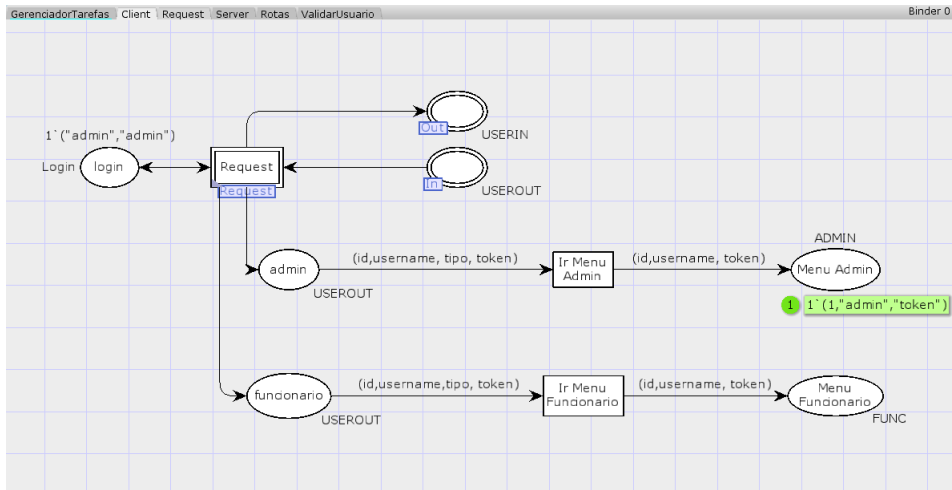 GerenciadorTarefas Client Request Server Rotas ValidarUsuario Binder 0
Out
USERIN
1`("admin","admin")
Login login Request
Request
In
USEROUT
ADMIN
admin (id,username, tipo, token) Ir Menu
Admin (id,username, token) Menu Admin
USEROUT
1 1`(1,"admin","token")
funcionario (id,username,tipo, token) Ir Menu
Funcionario (id,username, token) Menu
Funcionario
USEROUT
FUNC